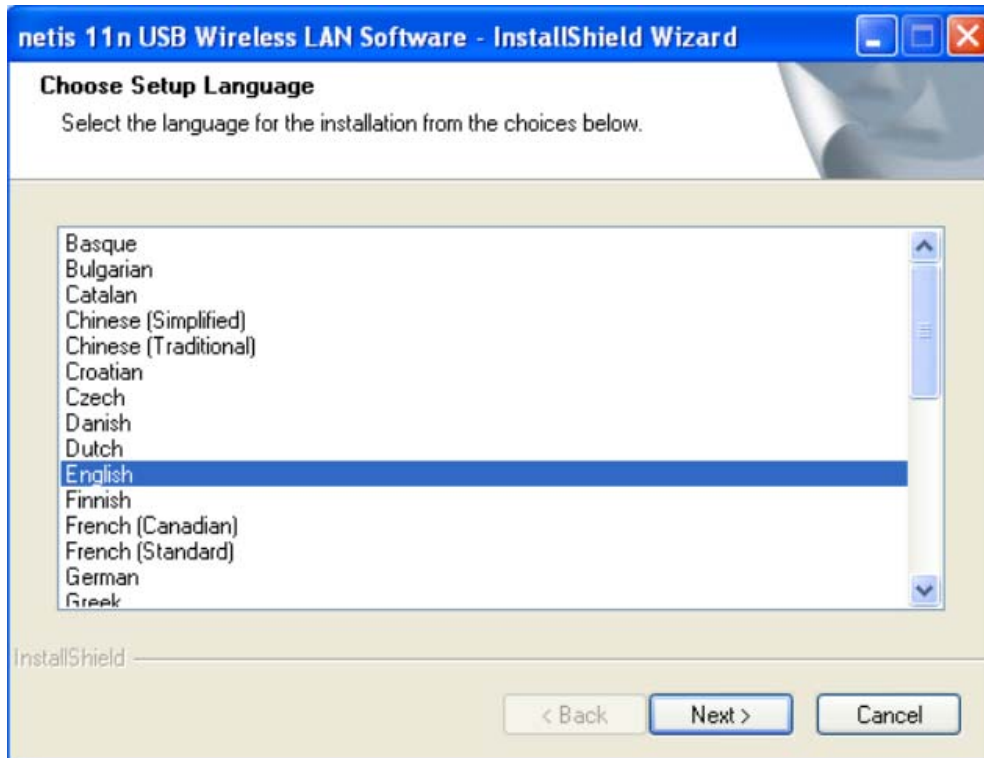 netis 11n USB Wireless LAN Software - InstallShield Wizard
Choose Setup Language
Select the language for the installation from the choices below.
Basque
Bulgarian
Catalan
Chinese (Simplified)
Chinese (Traditional)
Croatian
Czech
Danish
Dutch
English
Finnish
French (Canadian)
French (Standard)
German
Greek
InstallShield
< Back
Next >
Cancel